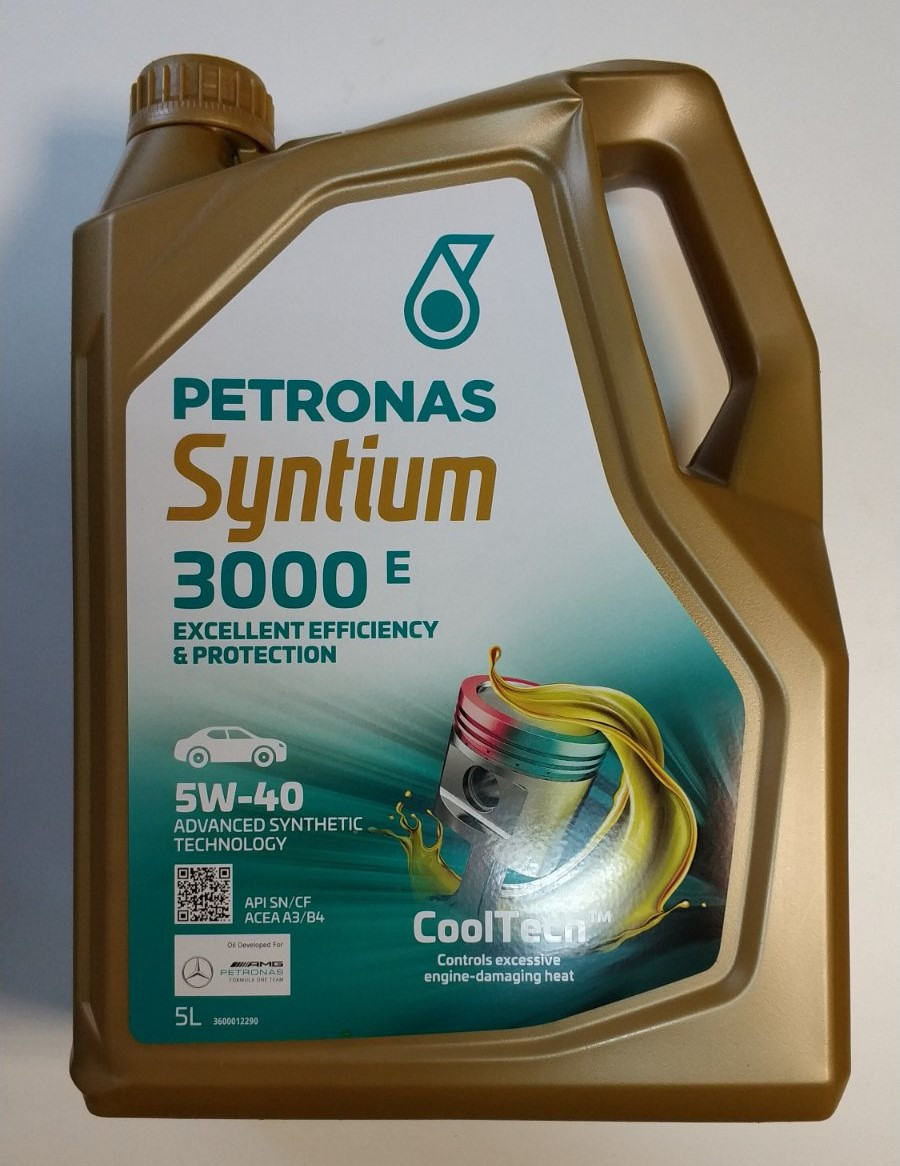 PETRONAS
Syntium
3000 E
EXCELLENT EFFICIENCY
& PROTECTION
5W-40
ADVANCED SYNTHETIC
TECHNOLOGY
API SN/CF
ACEA A3/B4
Oil Developed For
AMG
PETRONAS
FORMULA ONE TEAM
CoolTech™
Controls excessive
engine-damaging heat
5L 3600012290